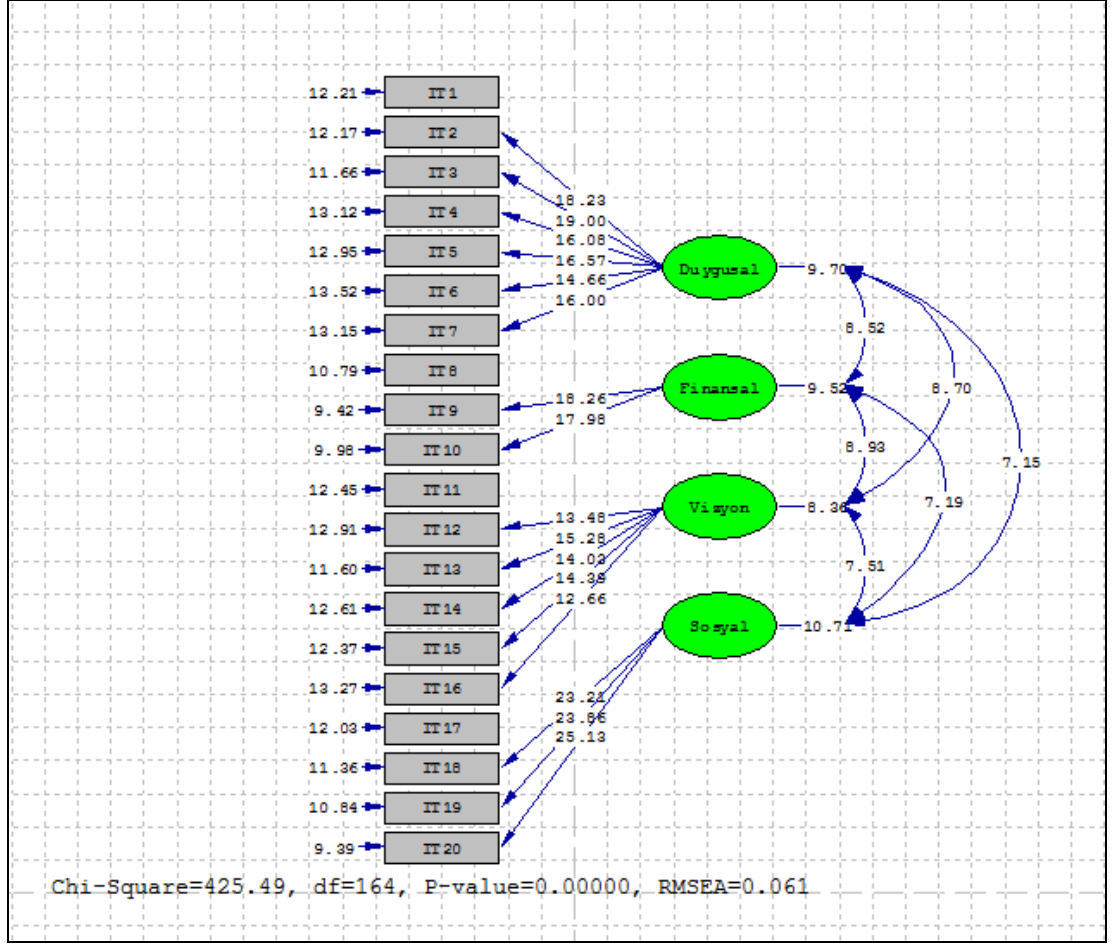 12.21 IT1
12.17 IT2
11.66 IT3
13.12 IT4
12.95 IT5
13.52 IT6
13.15 IT7
10.79 IT8
9.42 IT9
9.98 IT10
12.45 IT11
12.91 IT12
11.60 IT13
12.61 IT14
12.37 IT15
13.27 IT16
12.03 IT17
11.36 IT18
10.84 IT19
9.39 IT20
18.23
19.00
16.08
16.57
14.66
16.00
18.26
17.98
13.48
15.28
14.03
14.39
12.66
23.21
23.86
25.13
Duygusal 9.70
Finansal 9.52
Vizyon 8.36
Sosyal 10.71
8.52
8.70
8.93
7.15
7.19
7.51
Chi-Square=425.49, df=164, P-value=0.00000, RMSEA=0.061